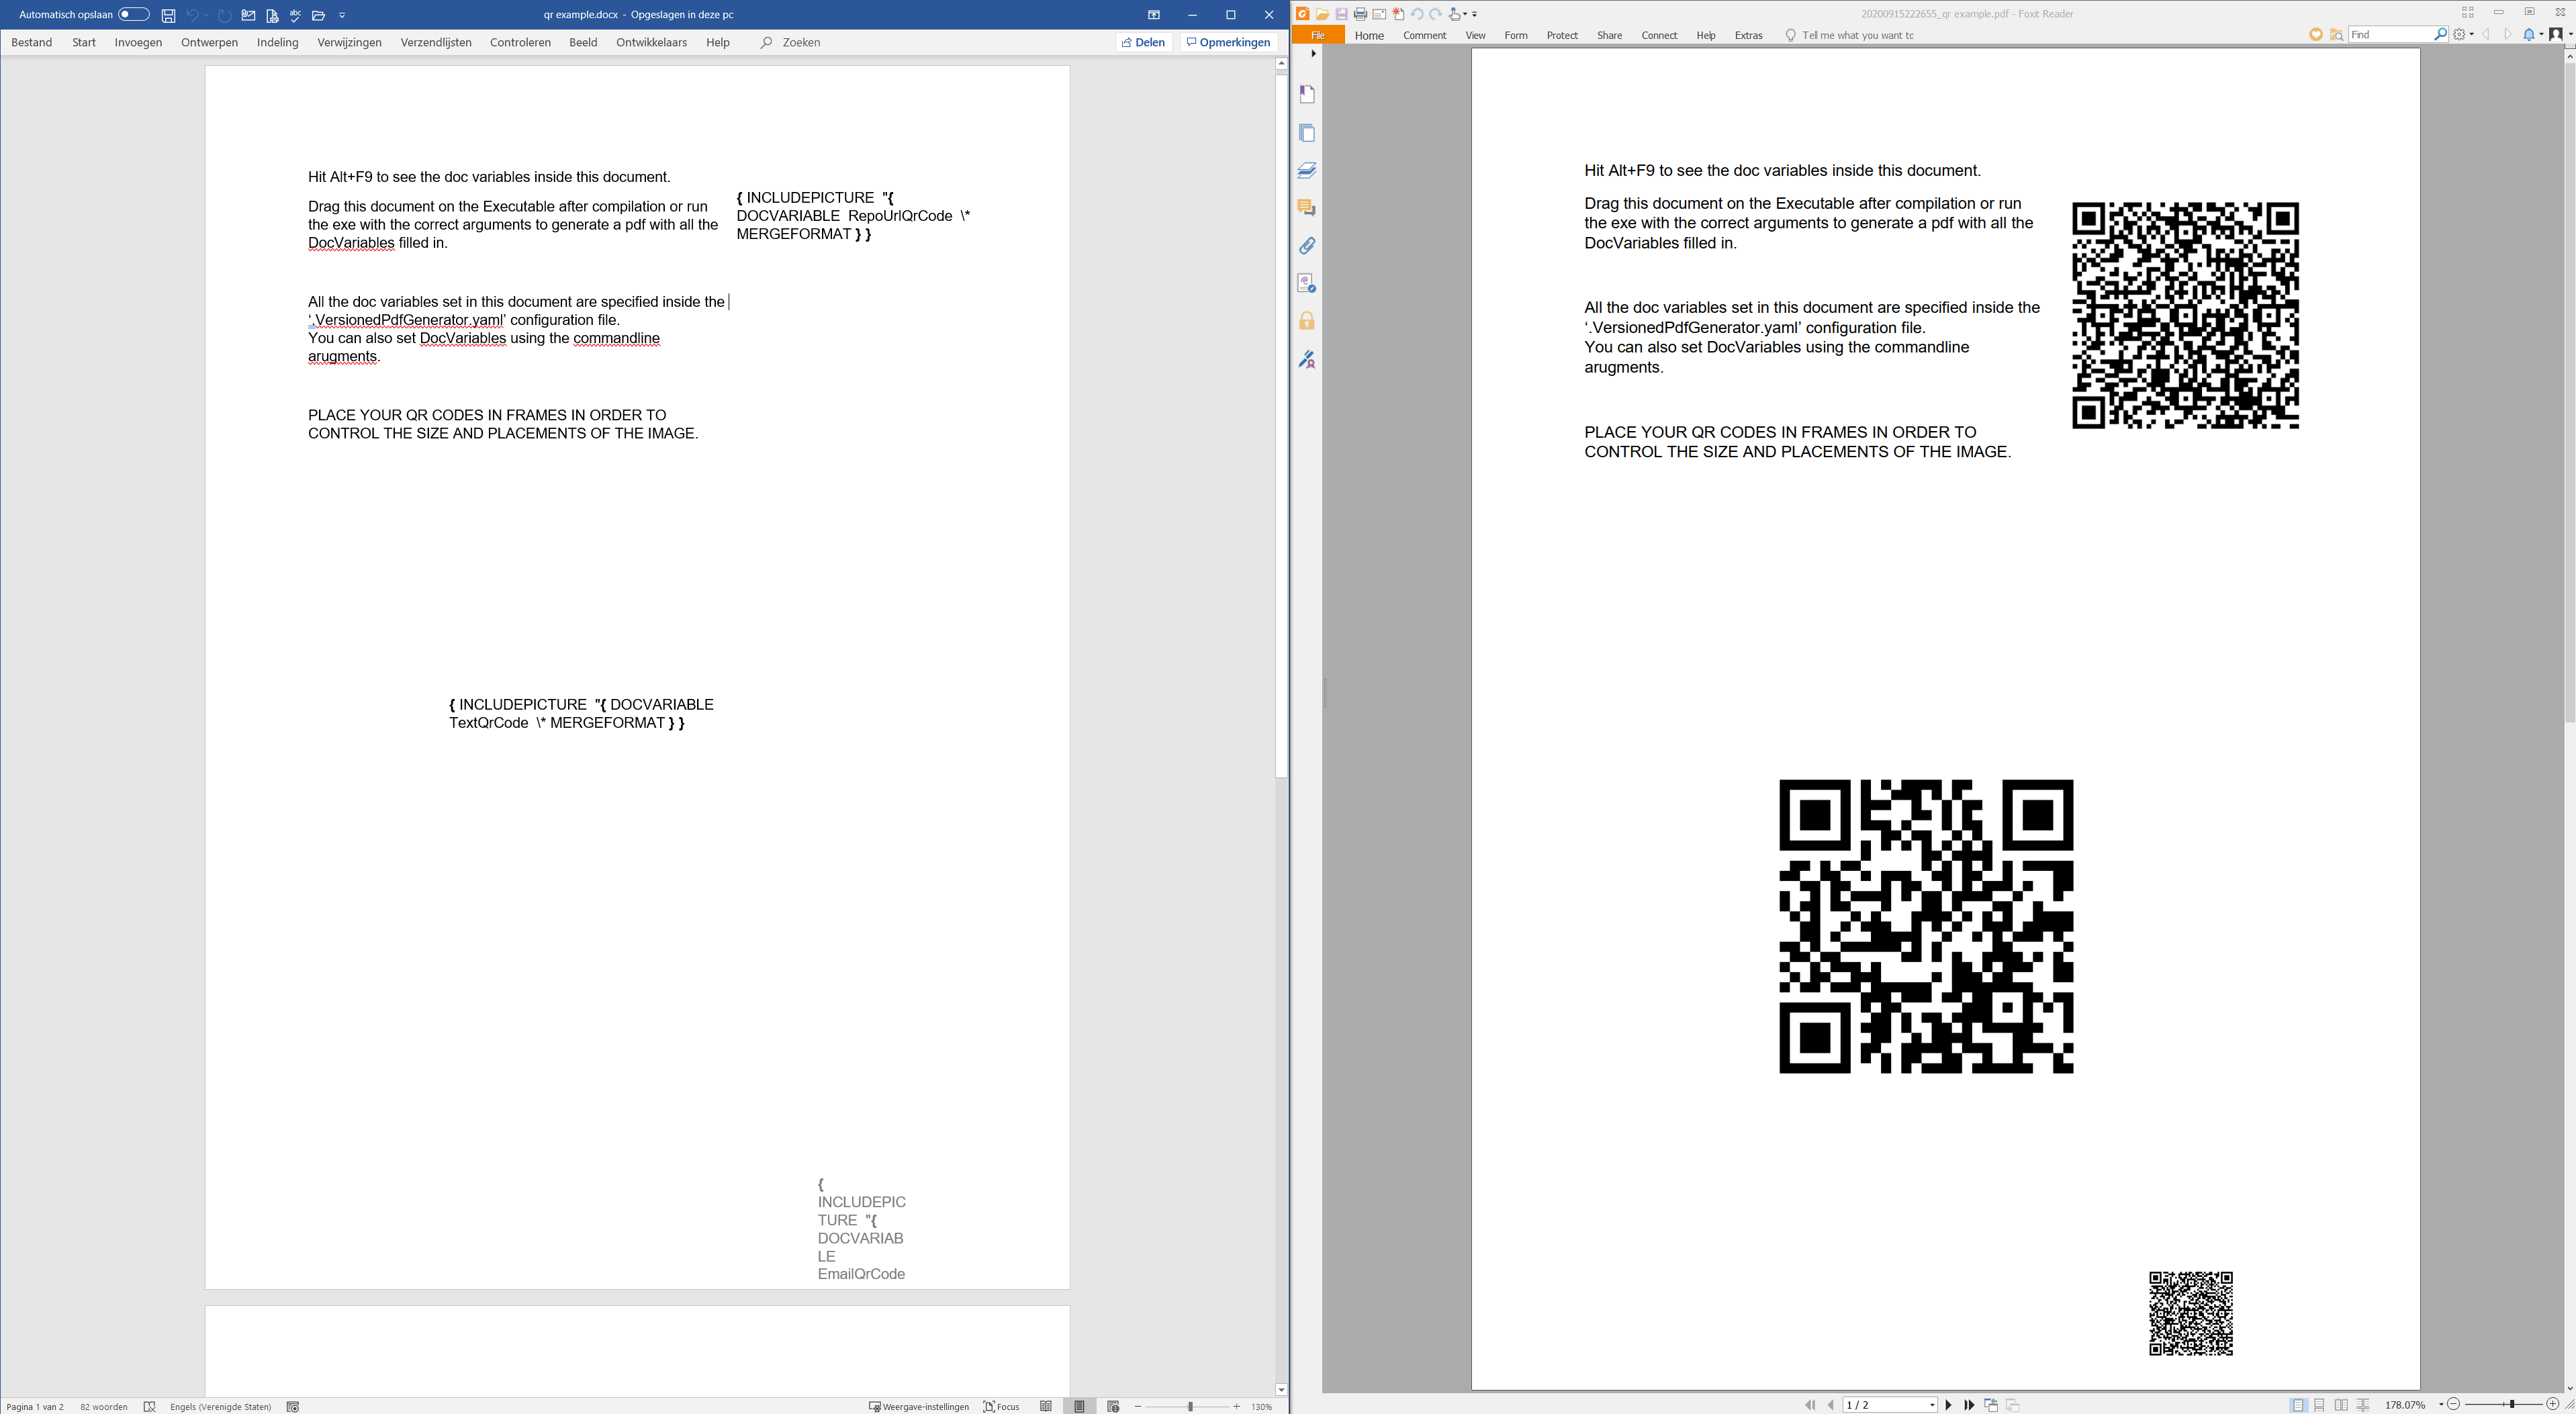 Automatisch opslaan
qr example.docx - Opgeslagen in deze pc
Bestand Start Invoegen Ontwerpen Indeling Verwijzingen Verzendlijsten Controleren Beeld Ontwikkelaars Help Zoeken Delen Opmerkingen
Hit Alt+F9 to see the doc variables inside this document.
Drag this document on the Executable after compilation or run
the exe with the correct arguments to generate a pdf with all the
DocVariables filled in.
{ INCLUDEPICTURE "{
DOCVARIABLE RepoUrlQrCode \*
MERGEFORMAT } }
All the doc variables set in this document are specified inside the
‘.VersionedPdfGenerator.yaml’ configuration file.
You can also set DocVariables using the commandline
arugments.
PLACE YOUR QR CODES IN FRAMES IN ORDER TO
CONTROL THE SIZE AND PLACEMENTS OF THE IMAGE.
{ INCLUDEPICTURE "{ DOCVARIABLE
TextQrCode \* MERGEFORMAT } }
{
INCLUDEPIC
TURE "{
DOCVARIAB
LE
EmailQrCode
Pagina 1 van 2 82 woorden Engels (Verenigde Staten) Weergave-instellingen Focus 130%
20200915222655_qr example.pdf - Foxit Reader
File Home Comment View Form Protect Share Connect Help Extras Tell me what you want tc Find
Hit Alt+F9 to see the doc variables inside this document.
Drag this document on the Executable after compilation or run
the exe with the correct arguments to generate a pdf with all the
DocVariables filled in.
All the doc variables set in this document are specified inside the
‘.VersionedPdfGenerator.yaml’ configuration file.
You can also set DocVariables using the commandline
arugments.
PLACE YOUR QR CODES IN FRAMES IN ORDER TO
CONTROL THE SIZE AND PLACEMENTS OF THE IMAGE.
1 / 2 178.07%